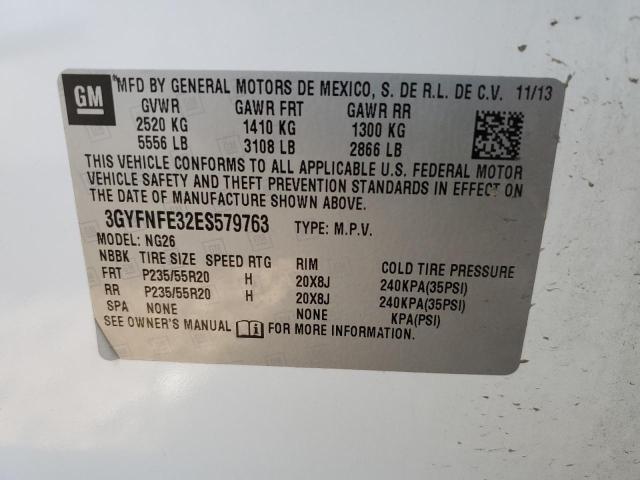 GM
MFD BY GENERAL MOTORS DE MEXICO, S. DE R.L. DE C.V. 11/13
GVWR GAWR FRT GAWR RR
2520 KG 1410 KG 1300 KG
5556 LB 3108 LB 2866 LB
THIS VEHICLE CONFORMS TO ALL APPLICABLE U.S. FEDERAL MOTOR
VEHICLE SAFETY AND THEFT PREVENTION STANDARDS IN EFFECT ON
THE DATE OF MANUFACTURE SHOWN ABOVE.
3GYFNFE32ES579763 TYPE: M.P.V.
MODEL: NG26
NBBK TIRE SIZE SPEED RTG RIM COLD TIRE PRESSURE
FRT P235/55R20 H 20X8J 240KPA(35PSI)
RR P235/55R20 H 20X8J 240KPA(35PSI)
SPA NONE NONE KPA(PSI)
SEE OWNER'S MANUAL FOR MORE INFORMATION.